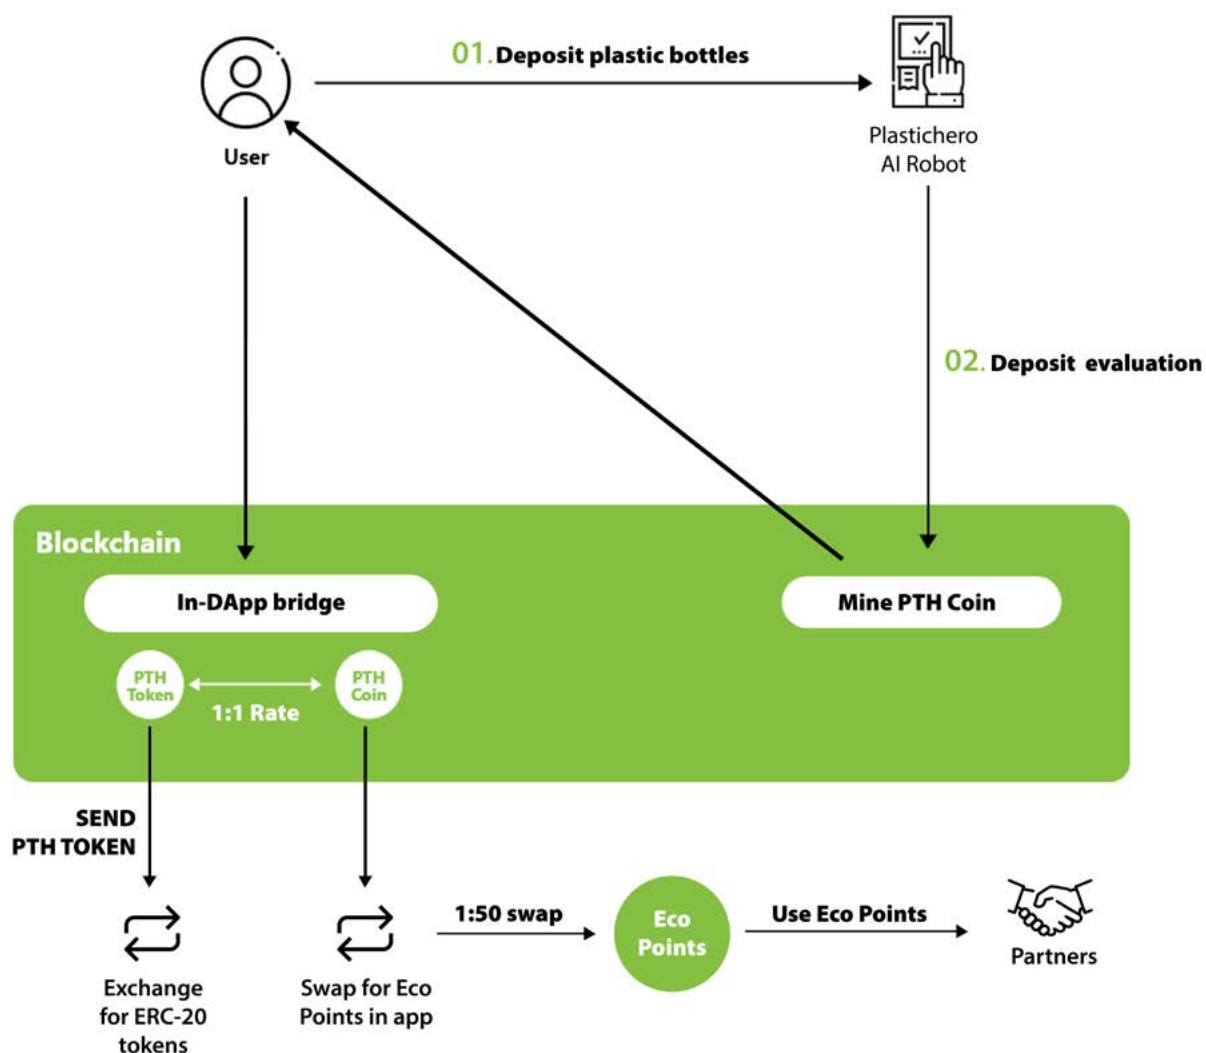 01. Deposit plastic bottles
User
Plastichero
AI Robot
02. Deposit evaluation
Blockchain
In-DApp bridge
Mine PTH Coin
PTH
Token
1:1 Rate
PTH
Coin
SEND
PTH TOKEN
Exchange
for ERC-20
tokens
Swap for Eco
Points in app
1:50 swap
Eco
Points
Use Eco Points
Partners